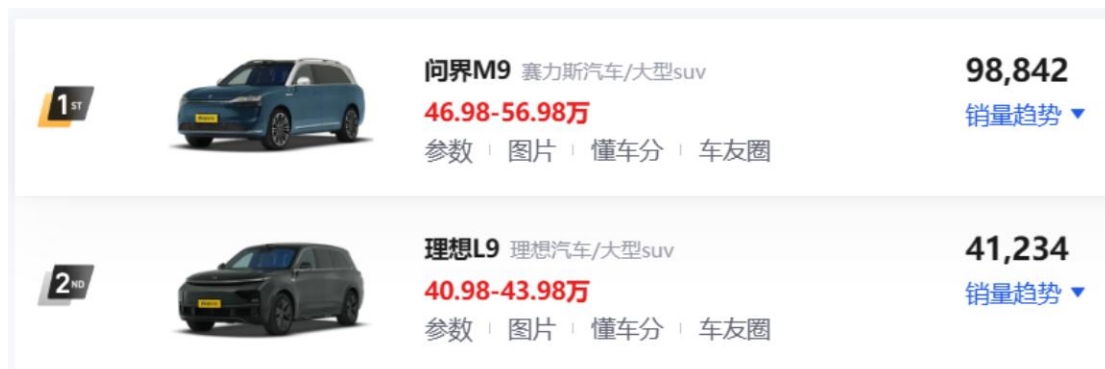 1ST
问界M9 赛力斯汽车/大型suv
98,842
46.98-56.98万
销量趋势
参数 图片 懂车分 车友圈
2ND
理想L9 理想汽车/大型suv
41,234
40.98-43.98万
销量趋势
参数 图片 懂车分 车友圈